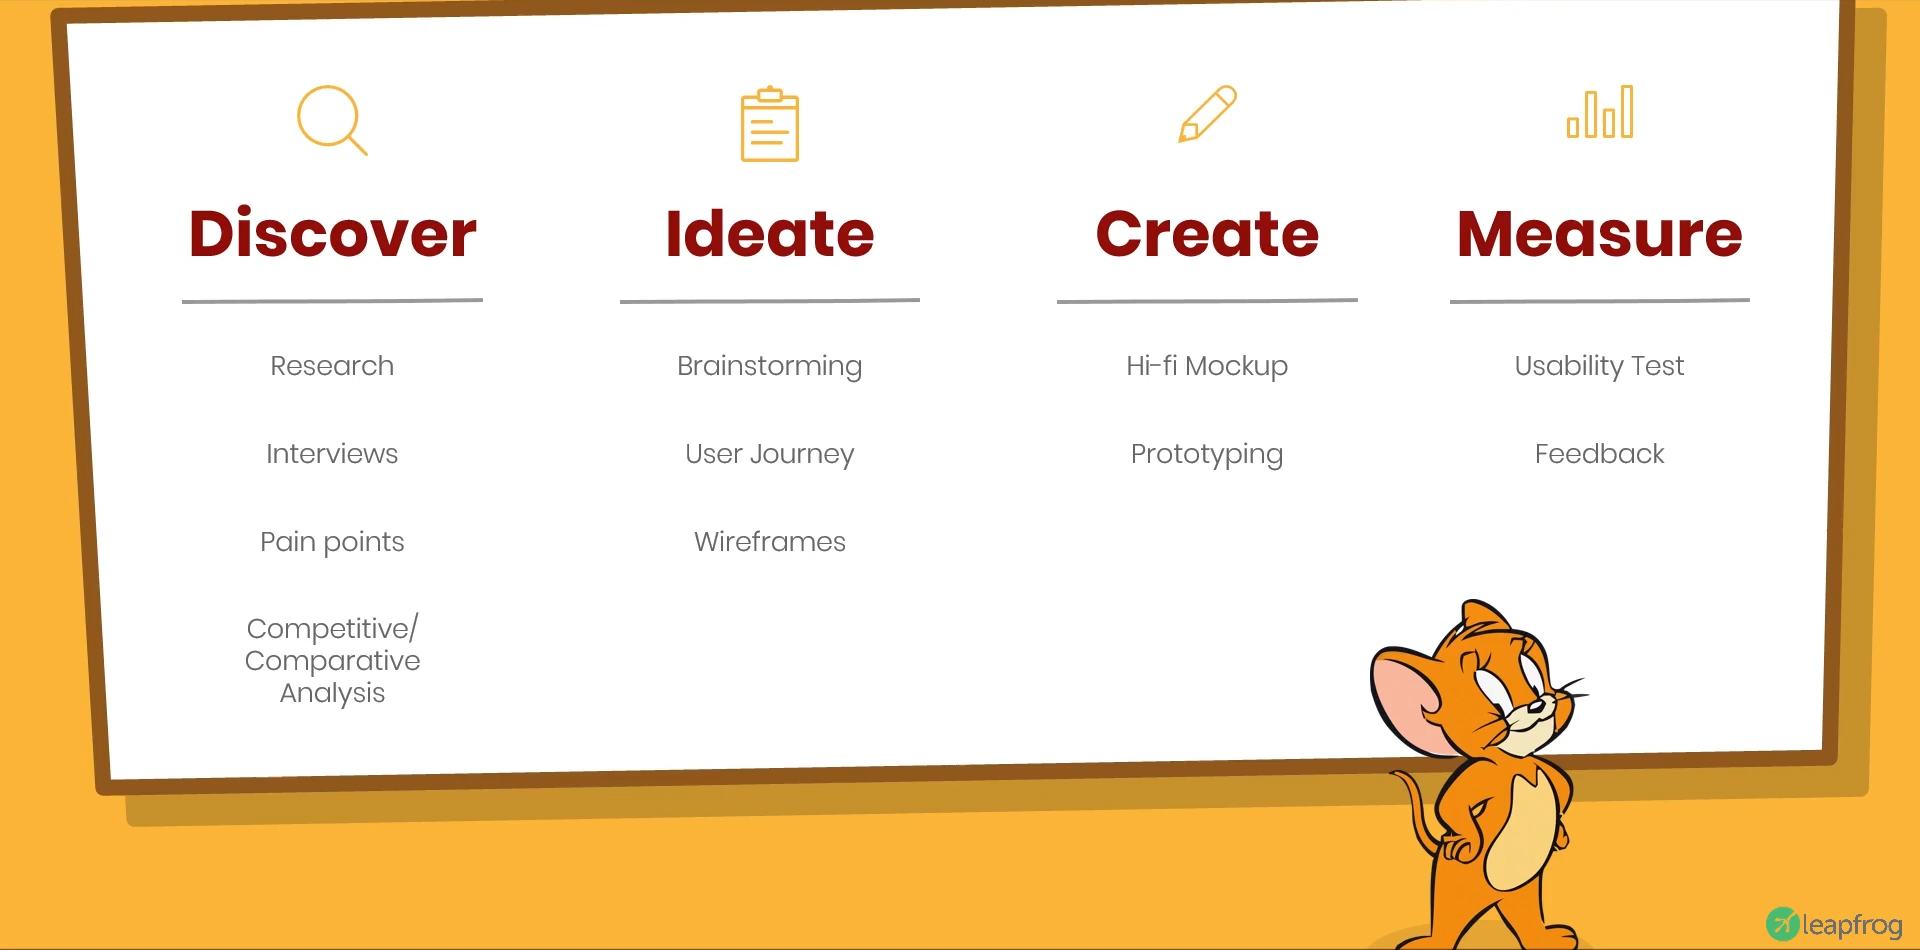 Discover
Research
Interviews
Pain points
Competitive/
Comparative
Analysis
Ideate
Brainstorming
User Journey
Wireframes
Create
Hi-fi Mockup
Prototyping
Measure
Usability Test
Feedback
leapfrog